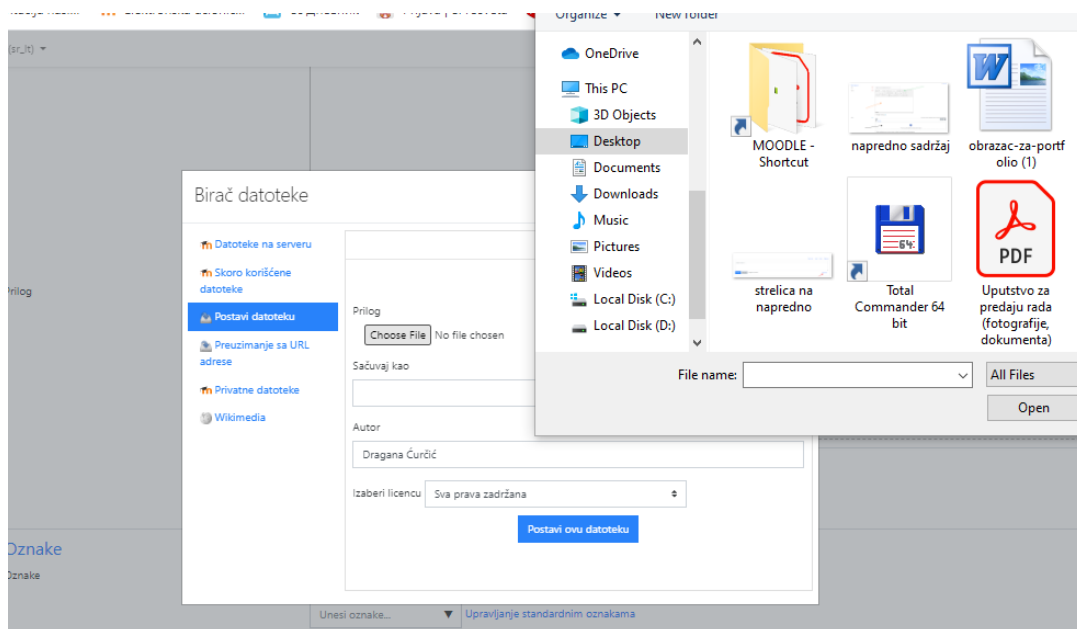 Organize
New folder
(sr_lt)
OneDrive
This PC
3D Objects
Desktop
Documents
Downloads
Music
Pictures
Videos
Local Disk (C:)
Local Disk (D:)
MOODLE -
Shortcut
napredno sadržaj
obrazac-za-portf
olio (1)
strelica na
napredno
64:
Total
Commander 64
bit
PDF
Uputstvo za
predaju rada
(fotografije,
dokumenta)
File name:
All Files
Open
Birač datoteke
Datoteke na serveru
Skoro korišćene
datoteke
Postavi datoteku
Preuzimanje sa URL
adrese
Privatne datoteke
Wikimedia
Prilog
Prilog
Choose File No file chosen
Sačuvaj kao
Autor
Dragana Ćurčić
Izaberi licencu Sva prava zadržana
Postavi ovu datoteku
Oznake
Oznake
Unesi oznake...
Upravljanje standardnim oznakama